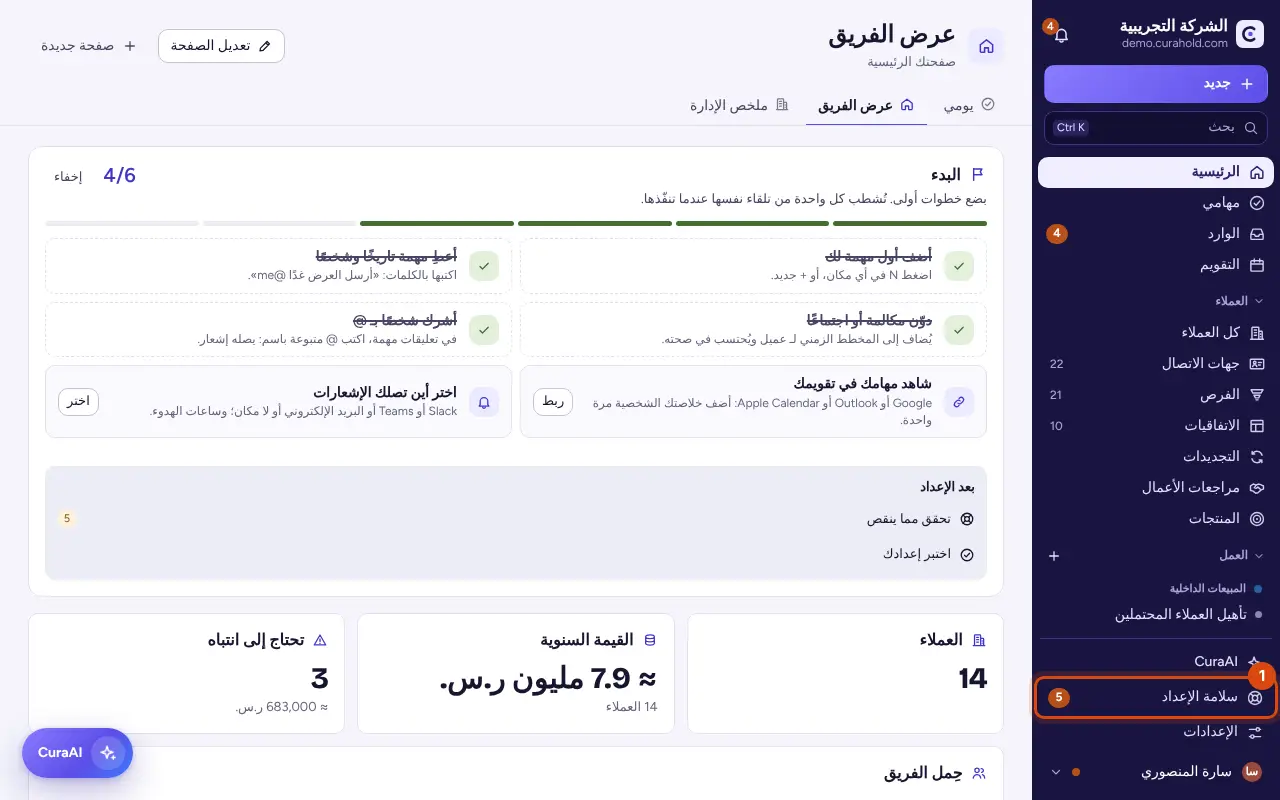 الشركة التجريبية
demo.curahold.com
4
جديد
بحث
Ctrl K
الرئيسية
مهامي
الوارد
4
التقويم
العملاء
كل العملاء
جهات الاتصال
22
الفرص
21
الاتفاقيات
10
التجديدات
مراجعات الأعمال
المنتجات
العمل
المبيعات الداخلية
تأهيل العملاء المحتملين
CuraAI
1
سلامة الإعداد
5
الإعدادات
سا
سارة المنصوري
عرض الفريق
صفحتك الرئيسية
تعديل الصفحة
صفحة جديدة
يومي
عرض الفريق
ملخص الإدارة
البدء
4/6
إخفاء
بضع خطوات أولى. تُشطب كل واحدة من تلقاء نفسها عندما تنفّذها.
أضف أول مهمة لك
اضغط N في أي مكان، أو + جديد.
أعطِ مهمة تاريخًا وشخصًا
اكتبها بالكلمات: «أرسل العرض غدًا @me».
دوّن مكالمة أو اجتماعًا
يُضاف إلى المخطط الزمني لـ عميل ويُحتسب في صحته.
أشرك شخصًا بـ @
في تعليقات مهمة، اكتب @ متبوعة باسم: يصله إشعار.
شاهد مهامك في تقويمك
Google أو Outlook أو Apple Calendar: أضف خلاصتك الشخصية مرة
واحدة.
ربط
اختر أين تصلك الإشعارات
Slack أو Teams أو البريد الإلكتروني أو لا مكان؛ وساعات الهدوء.
اختر
بعد الإعداد
تحقق مما ينقص
5
اختبر إعدادك
العملاء
14
القيمة السنوية
≈ 7.9 مليون ر.س.
14 العملاء
تحتاج إلى انتباه
3
≈ 683,000 ر.س.
حِمل الفريق
CuraAI